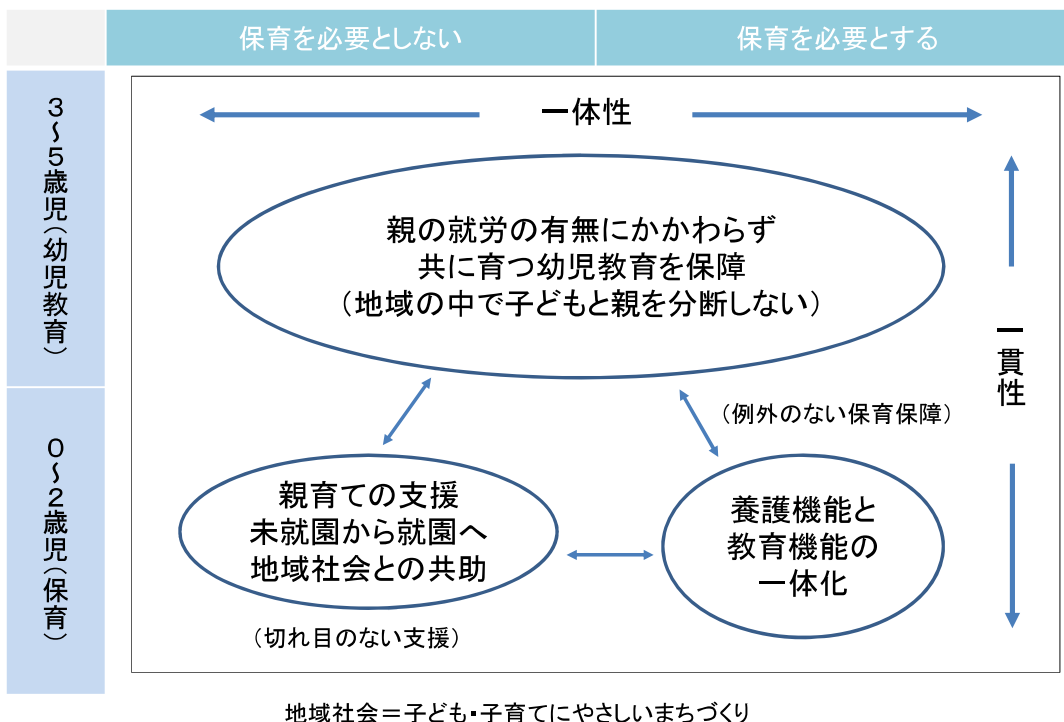 保育を必要としない
保育を必要とする
3～5歳児（幼児教育）
一体性
親の就労の有無にかかわらず
共に育つ幼児教育を保障
（地域の中で子どもと親を分断しない）
一貫性
（例外のない保育保障）
0～2歳児（保育）
親育ての支援
未就園から就園へ
地域社会との共助
養護機能と
教育機能の
一体化
（切れ目のない支援）
地域社会＝子ども・子育てにやさしいまちづくり